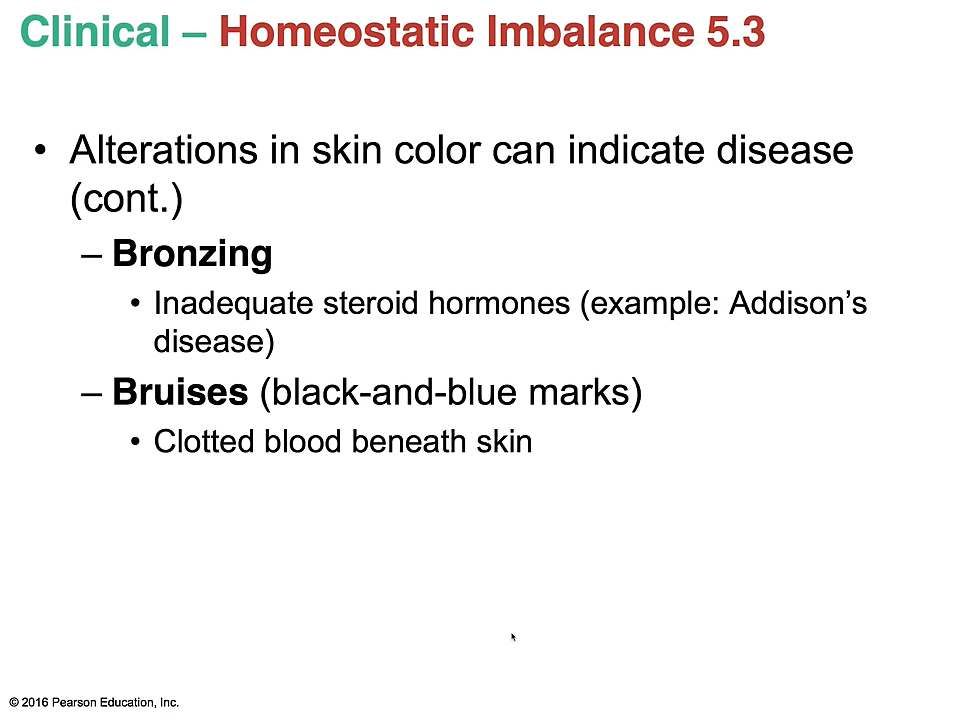 Clinical – Homeostatic Imbalance 5.3
• Alterations in skin color can indicate disease
(cont.)
– Bronzing
• Inadequate steroid hormones (example: Addison’s
disease)
– Bruises (black-and-blue marks)
• Clotted blood beneath skin
© 2016 Pearson Education, Inc.